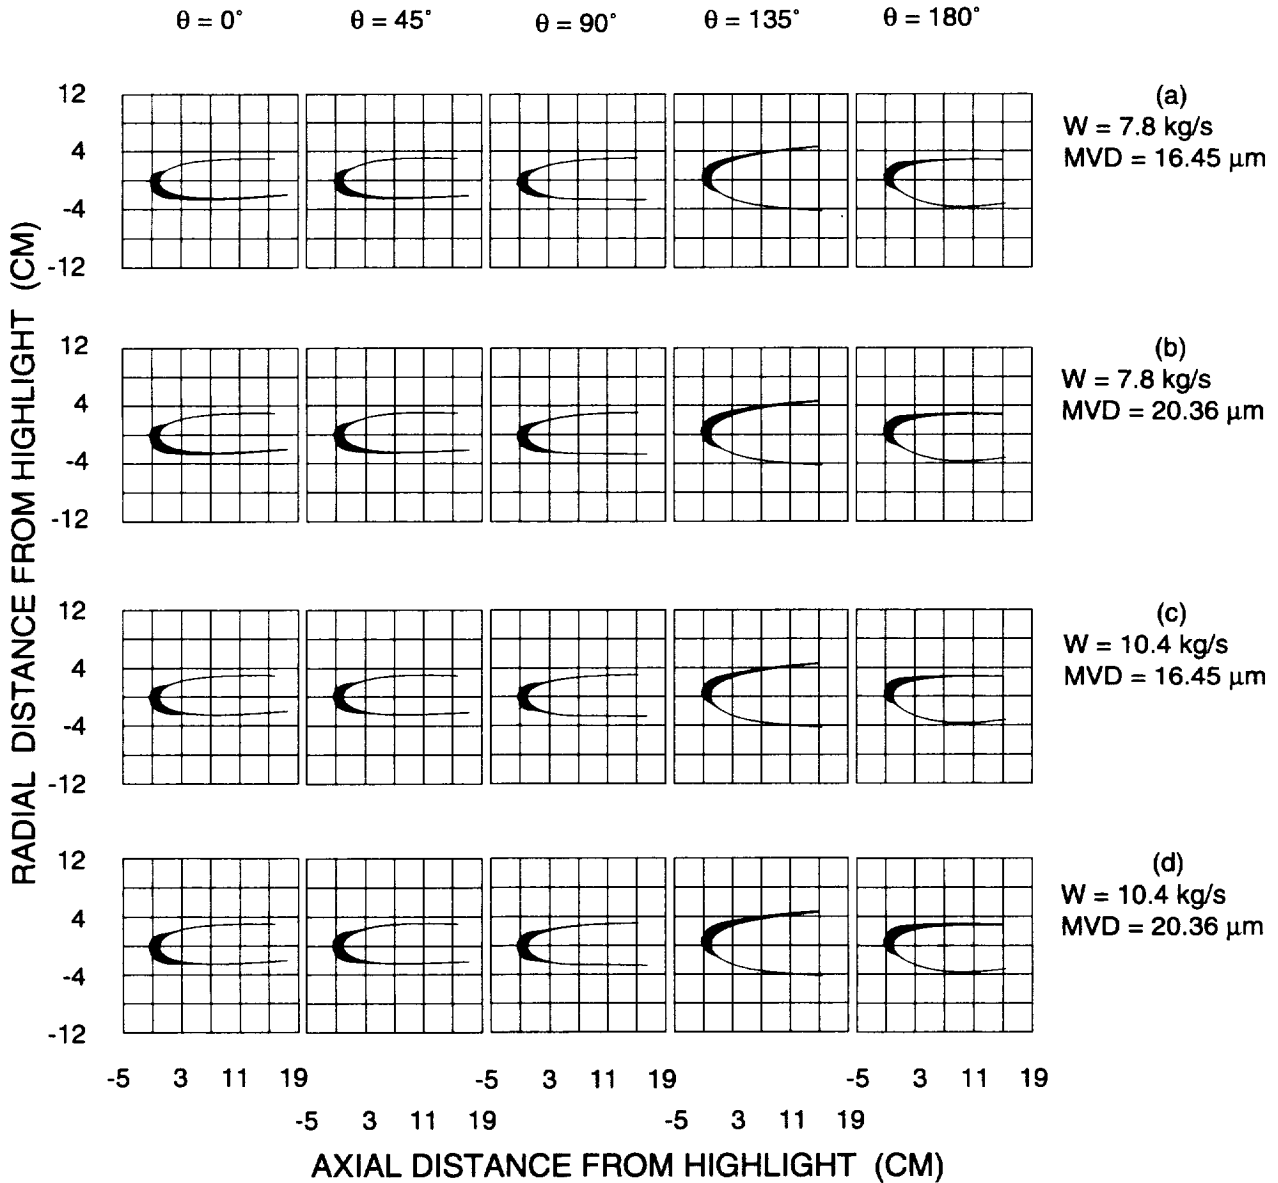 θ = 0° θ = 45° θ = 90° θ = 135° θ = 180°
RADIAL DISTANCE FROM HIGHLIGHT (CM)
12
4
-4
-12
(a)
W = 7.8 kg/s
MVD = 16.45 µm
12
4
-4
-12
(b)
W = 7.8 kg/s
MVD = 20.36 µm
12
4
-4
-12
(c)
W = 10.4 kg/s
MVD = 16.45 µm
12
4
-4
-12
(d)
W = 10.4 kg/s
MVD = 20.36 µm
-5 3 11 19 -5 3 11 19 -5 3 11 19
-5 3 11 19 -5 3 11 19
AXIAL DISTANCE FROM HIGHLIGHT (CM)